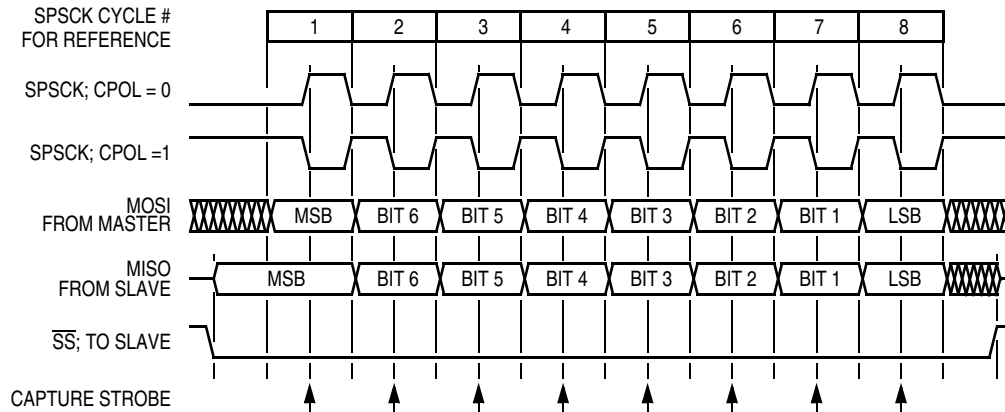 SPSCK CYCLE #
FOR REFERENCE
1 2 3 4 5 6 7 8
SPSCK; CPOL = 0
SPSCK; CPOL =1
MOSI
FROM MASTER
MSB BIT 6 BIT 5 BIT 4 BIT 3 BIT 2 BIT 1 LSB
MISO
FROM SLAVE
MSB BIT 6 BIT 5 BIT 4 BIT 3 BIT 2 BIT 1 LSB
SS; TO SLAVE
CAPTURE STROBE